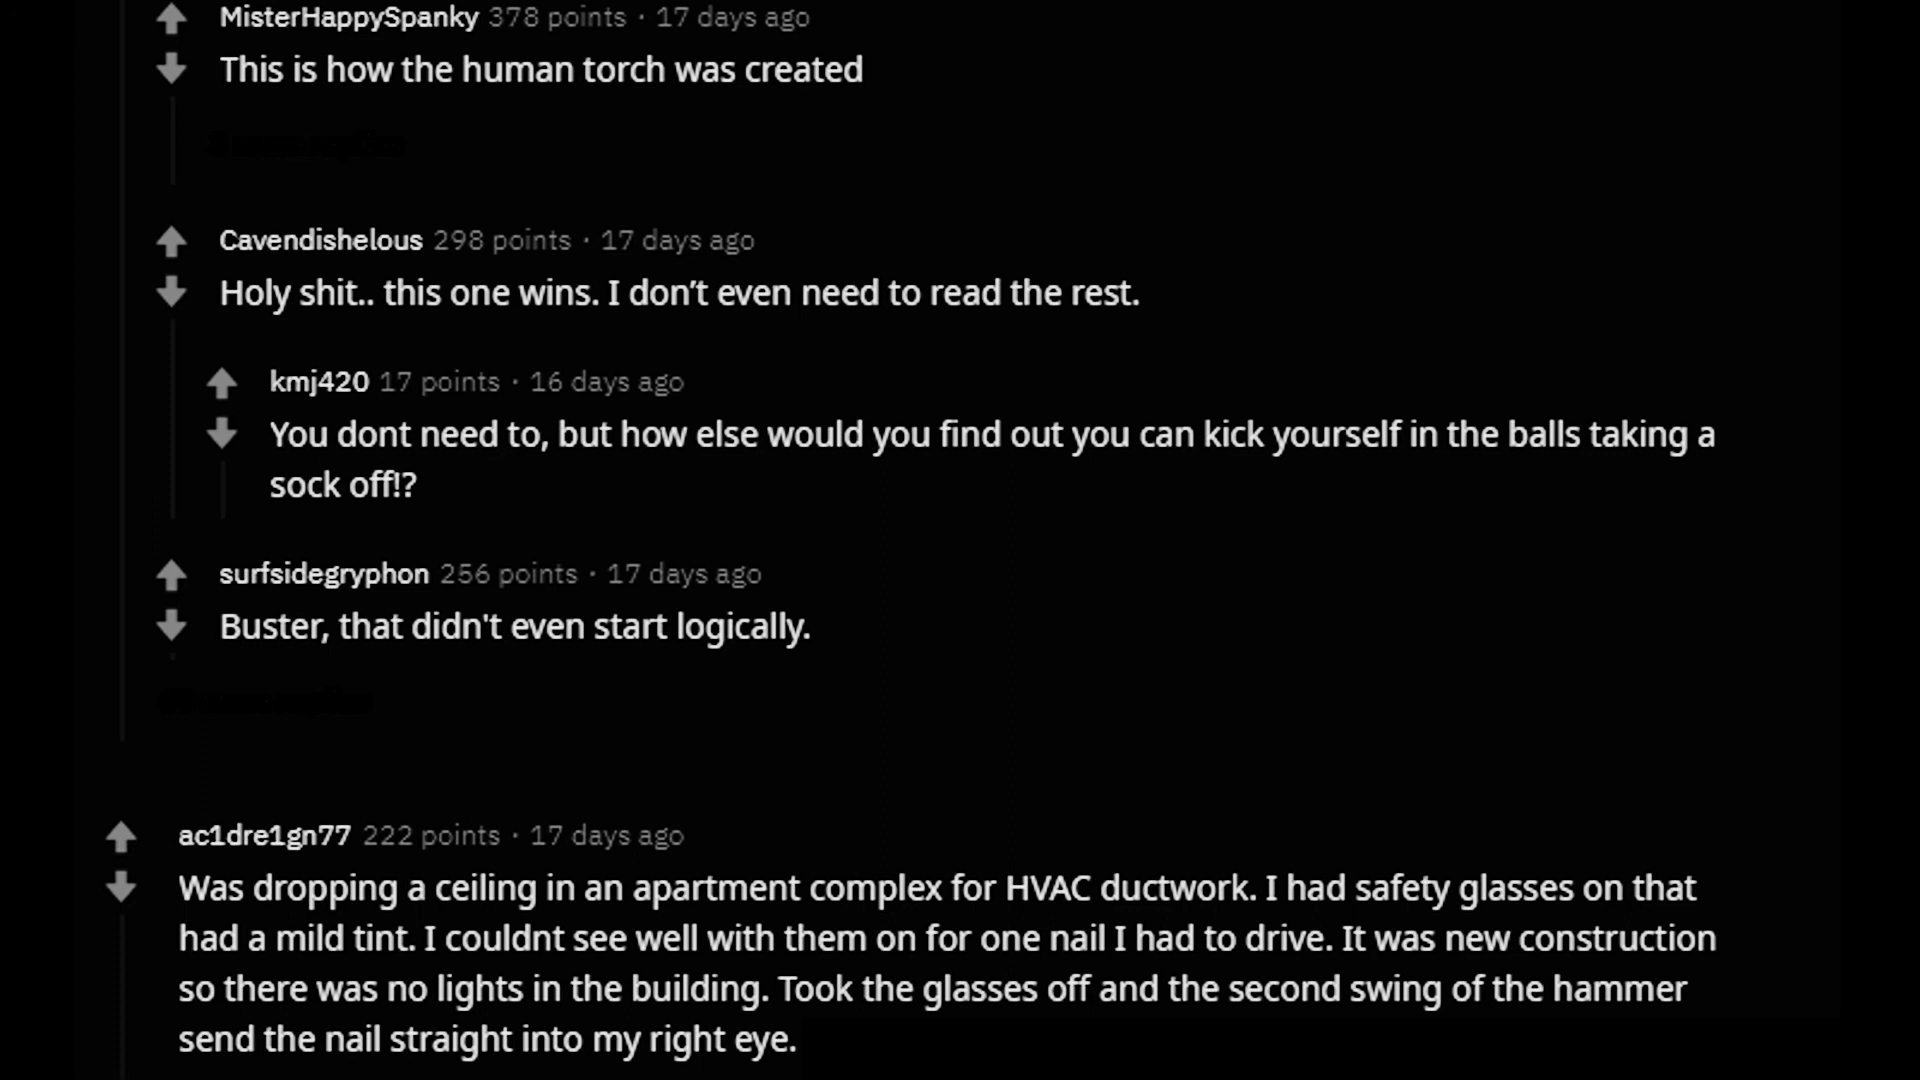 MisterHappySpanky 378 points · 17 days ago
This is how the human torch was created
Cavendishelous 298 points · 17 days ago
Holy shit.. this one wins. I don’t even need to read the rest.
kmj420 17 points · 16 days ago
You dont need to, but how else would you find out you can kick yourself in the balls taking a
sock off!?
surfsidegryphon 256 points · 17 days ago
Buster, that didn't even start logically.
ac1dre1gn77 222 points · 17 days ago
Was dropping a ceiling in an apartment complex for HVAC ductwork. I had safety glasses on that
had a mild tint. I couldnt see well with them on for one nail I had to drive. It was new construction
so there was no lights in the building. Took the glasses off and the second swing of the hammer
send the nail straight into my right eye.